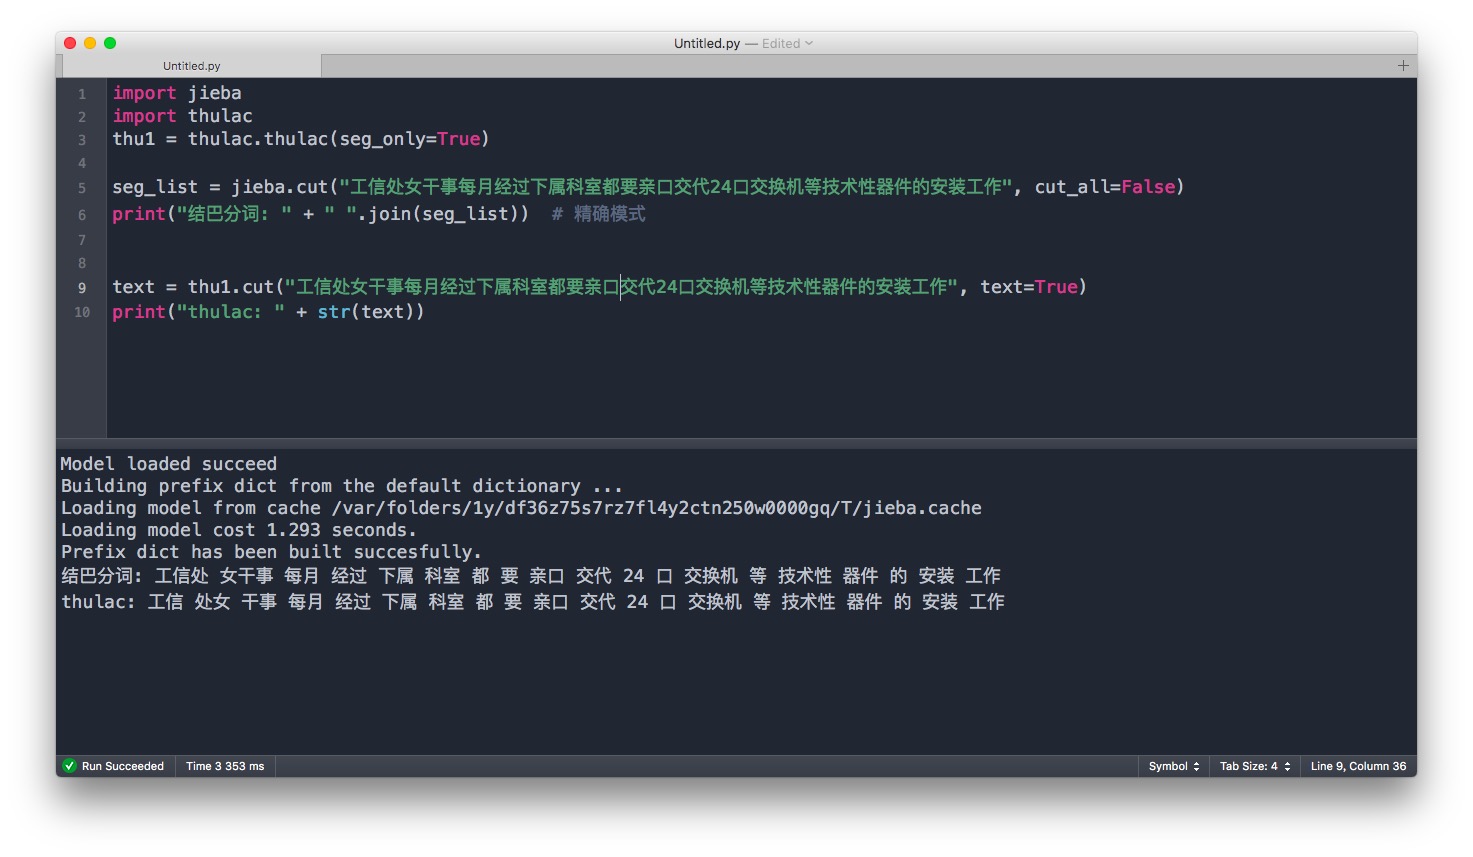 Untitled.py — Edited
Untitled.py
1 import jieba
2 import thulac
3 thu1 = thulac.thulac(seg_only=True)
4
5 seg_list = jieba.cut("工信处女干事每月经过下属科室都要亲口交代24口交换机等技术性器件的安装工作", cut_all=False)
6 print("结巴分词: " + " ".join(seg_list))  # 精确模式
7
8
9 text = thu1.cut("工信处女干事每月经过下属科室都要亲口交代24口交换机等技术性器件的安装工作", text=True)
10 print("thulac: " + str(text))
Model loaded succeed
Building prefix dict from the default dictionary ...
Loading model from cache /var/folders/1y/df36z75s7rz7fl4y2ctn250w0000gq/T/jieba.cache
Loading model cost 1.293 seconds.
Prefix dict has been built succesfully.
结巴分词: 工信处 女干事 每月 经过 下属 科室 都 要 亲口 交代 24 口 交换机 等 技术性 器件 的 安装 工作
thulac: 工信 处女 干事 每月 经过 下属 科室 都 要 亲口 交代 24 口 交换机 等 技术性 器件 的 安装 工作
Run Succeeded Time 3 353 ms Symbol Tab Size: 4 Line 9, Column 36